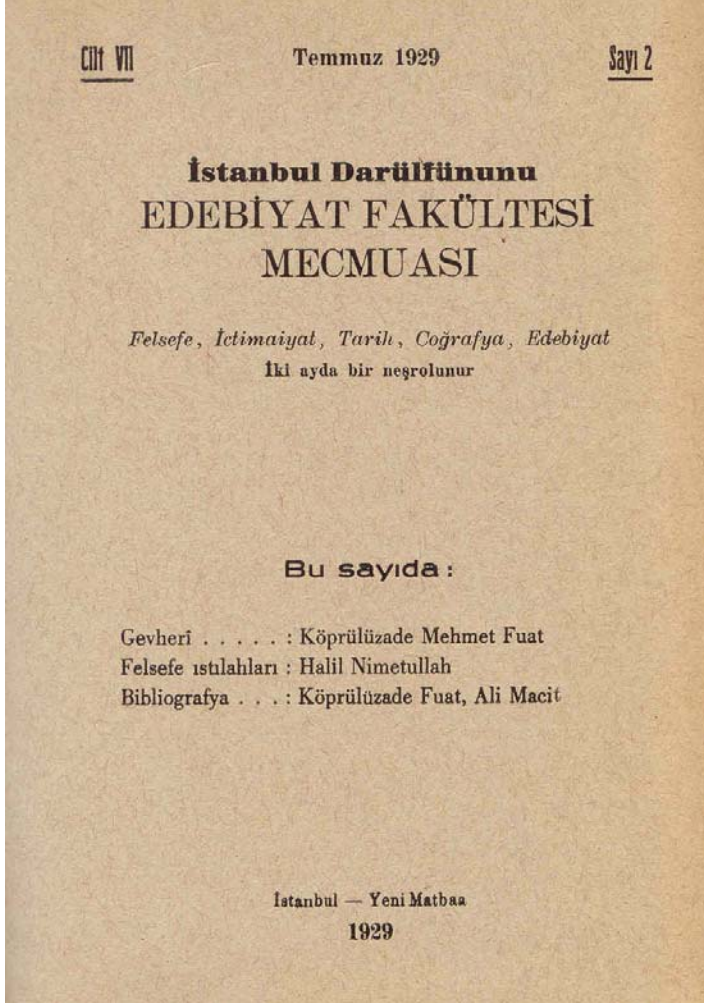 Cilt VII
Temmuz 1929
Sayı 2
İstanbul Darülfünunu
EDEBİYAT FAKÜLTESİ
MECMUASI
Felsefe, İctimaiyat, Tarih, Coğrafya, Edebiyat
İki ayda bir neşrolunur
Bu sayıda :
Gevherî . . . . . : Köprülüzade Mehmet Fuat
Felsefe ıstılahları : Halil Nimetullah
Bibliografya . . . : Köprülüzade Fuat, Ali Macit
İstanbul — Yeni Matbaa
1929